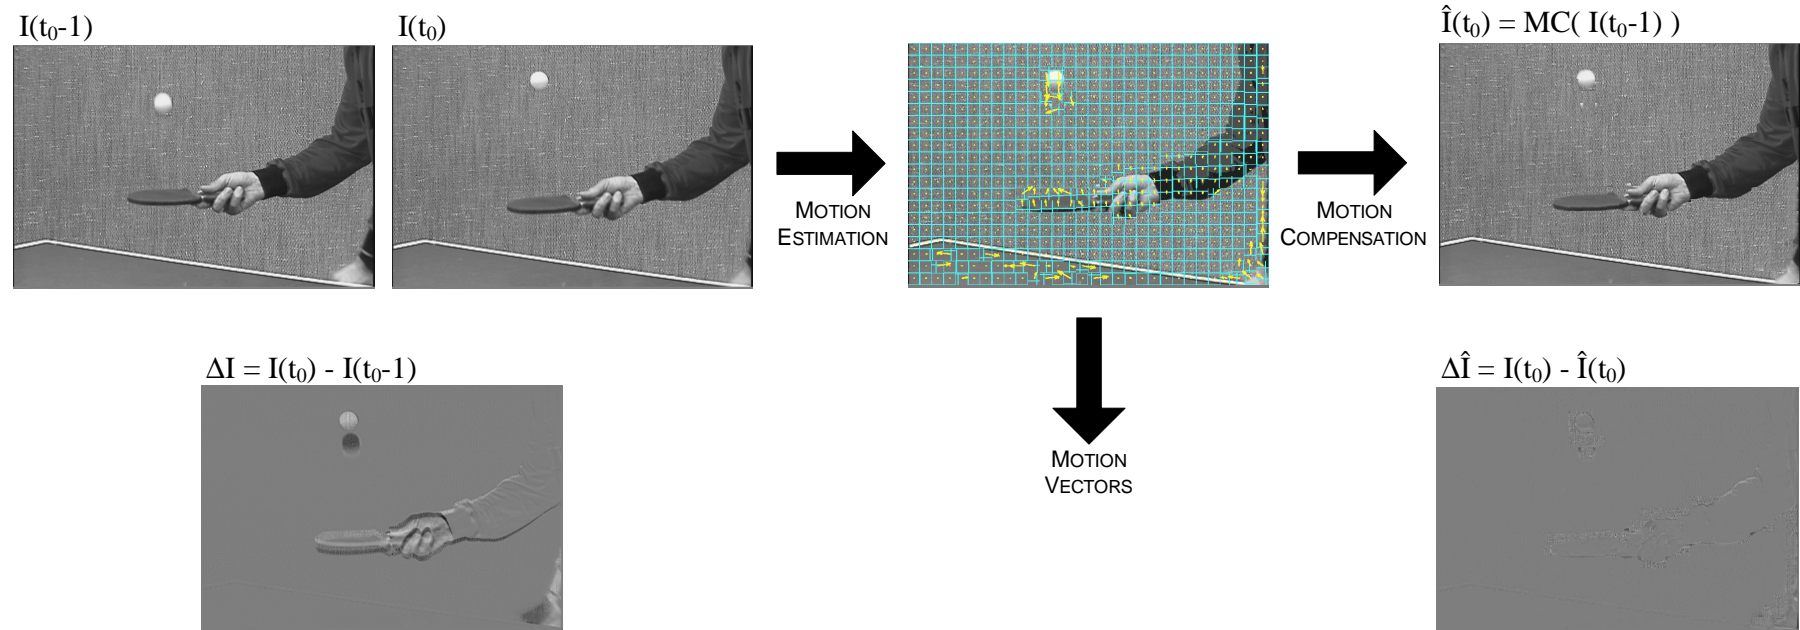 I(t₀-1)
I(t₀)
Î(t₀) = MC( I(t₀-1) )
MOTION
ESTIMATION
MOTION
COMPENSATION
ΔI = I(t₀) - I(t₀-1)
MOTION
VECTORS
ΔÎ = I(t₀) - Î(t₀)